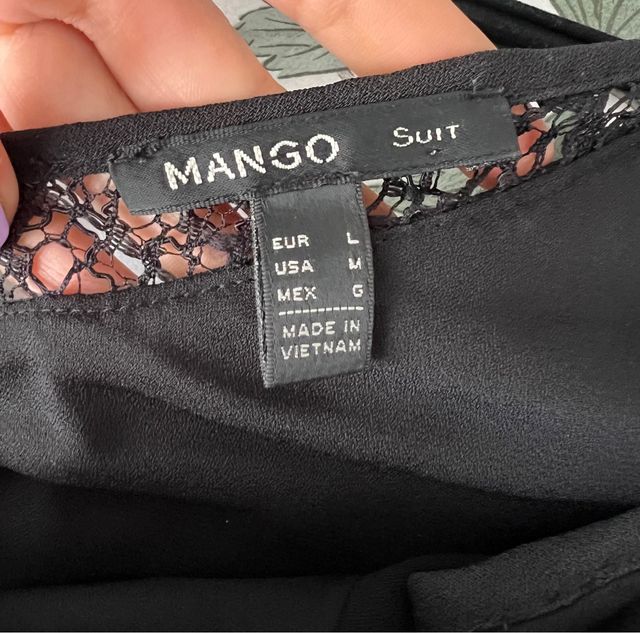 MANGO SUIT
EUR L
USA M
MEX G
MADE IN
VIETNAM